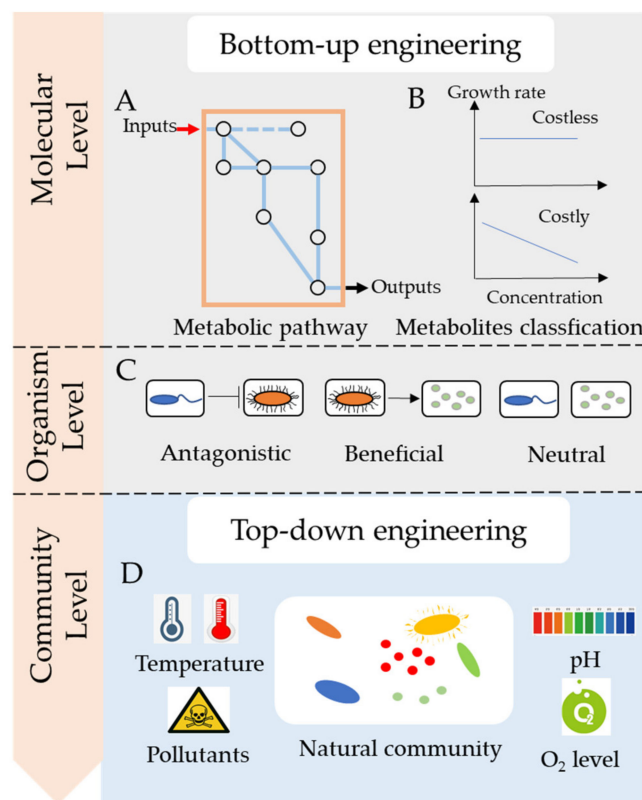 Bottom-up engineering
Molecular
Level
A
Inputs
Outputs
Metabolic pathway
B
Growth rate
Costless
Costly
Concentration
Metabolites classfication
Organism
Level
C
Antagonistic
Beneficial
Neutral
Top-down engineering
Community
Level
D
Temperature
Pollutants
Natural community
pH
O₂
O₂ level